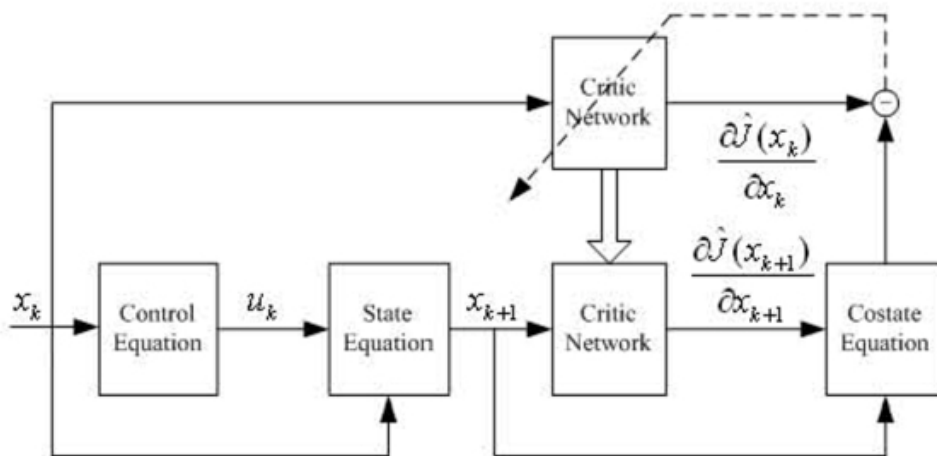 Critic
Network
−
∂Ĵ(x_k)
∂x_k
x_k
Control
Equation
u_k
State
Equation
x_{k+1}
Critic
Network
∂Ĵ(x_{k+1})
∂x_{k+1}
Costate
Equation